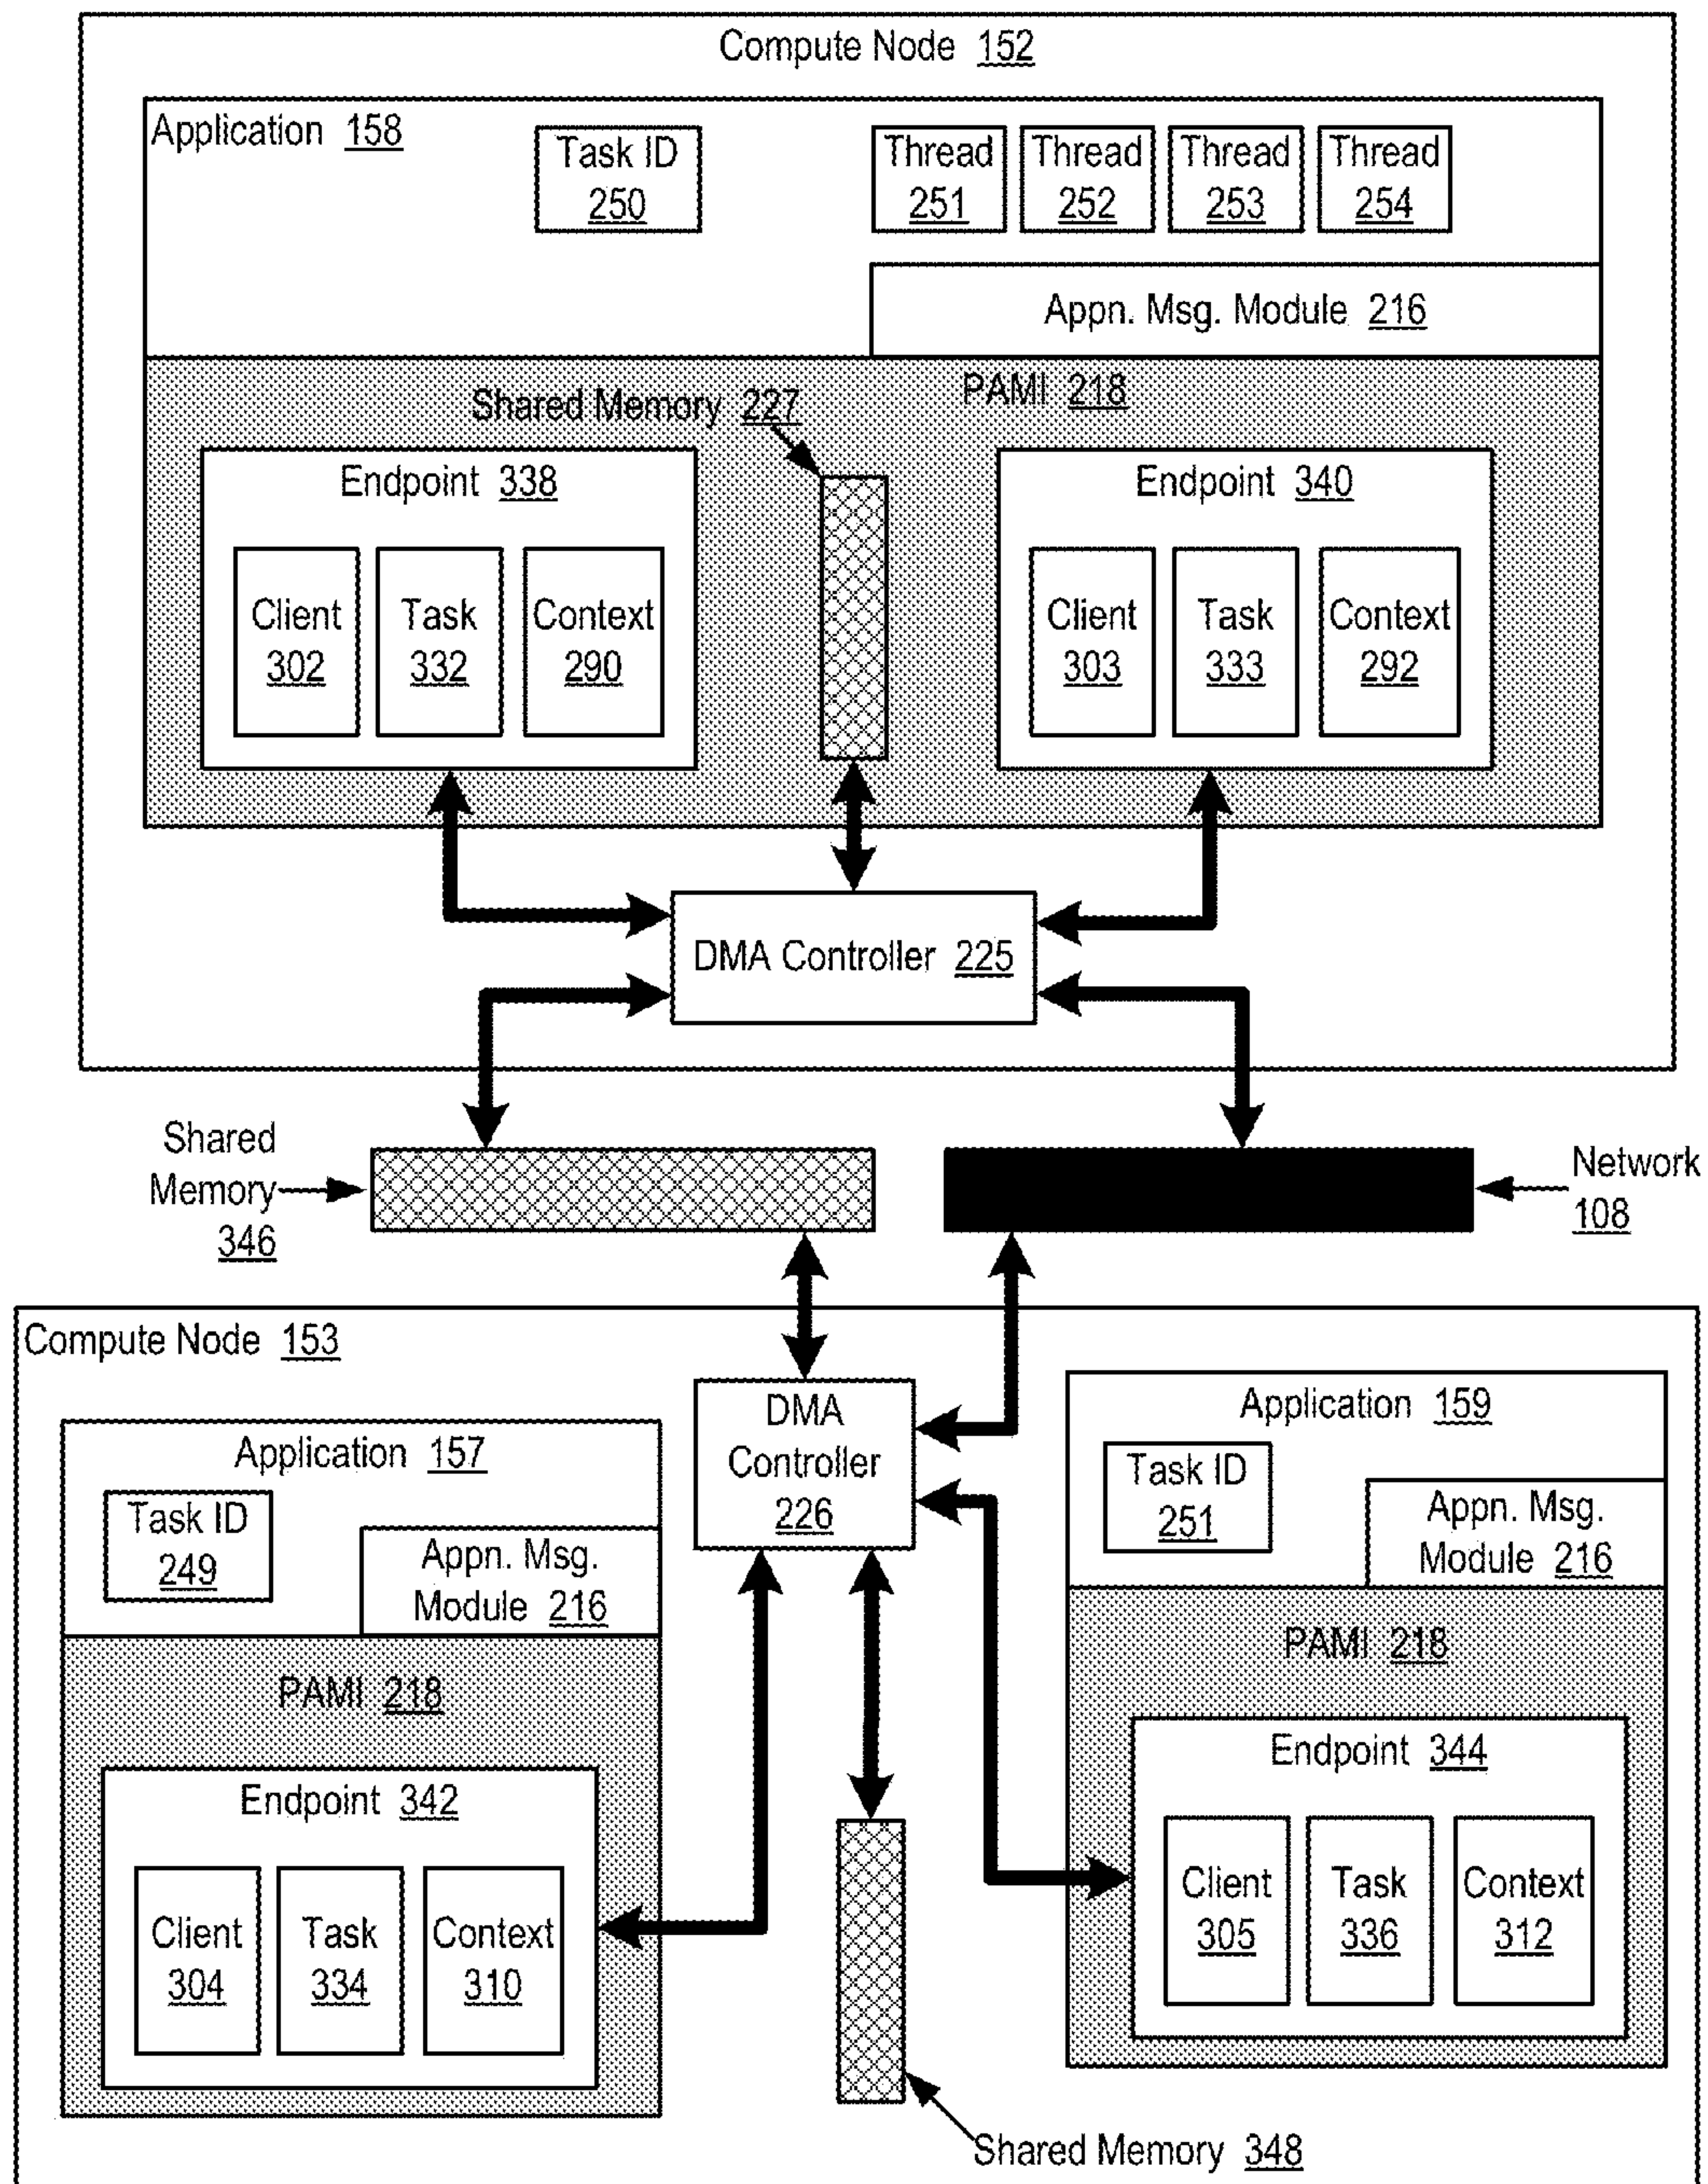 Compute Node 152
Application 158
Task ID
250
Thread
251
Thread
252
Thread
253
Thread
254
Appn. Msg. Module 216
PAMI 218
Shared Memory 227
Endpoint 338
Client
302
Task
332
Context
290
Endpoint 340
Client
303
Task
333
Context
292
DMA Controller 225
Shared
Memory
346
Network
108
Compute Node 153
DMA
Controller
226
Application 157
Task ID
249
Appn. Msg.
Module 216
PAMI 218
Endpoint 342
Client
304
Task
334
Context
310
Application 159
Task ID
251
Appn. Msg.
Module 216
PAMI 218
Endpoint 344
Client
305
Task
336
Context
312
Shared Memory 348